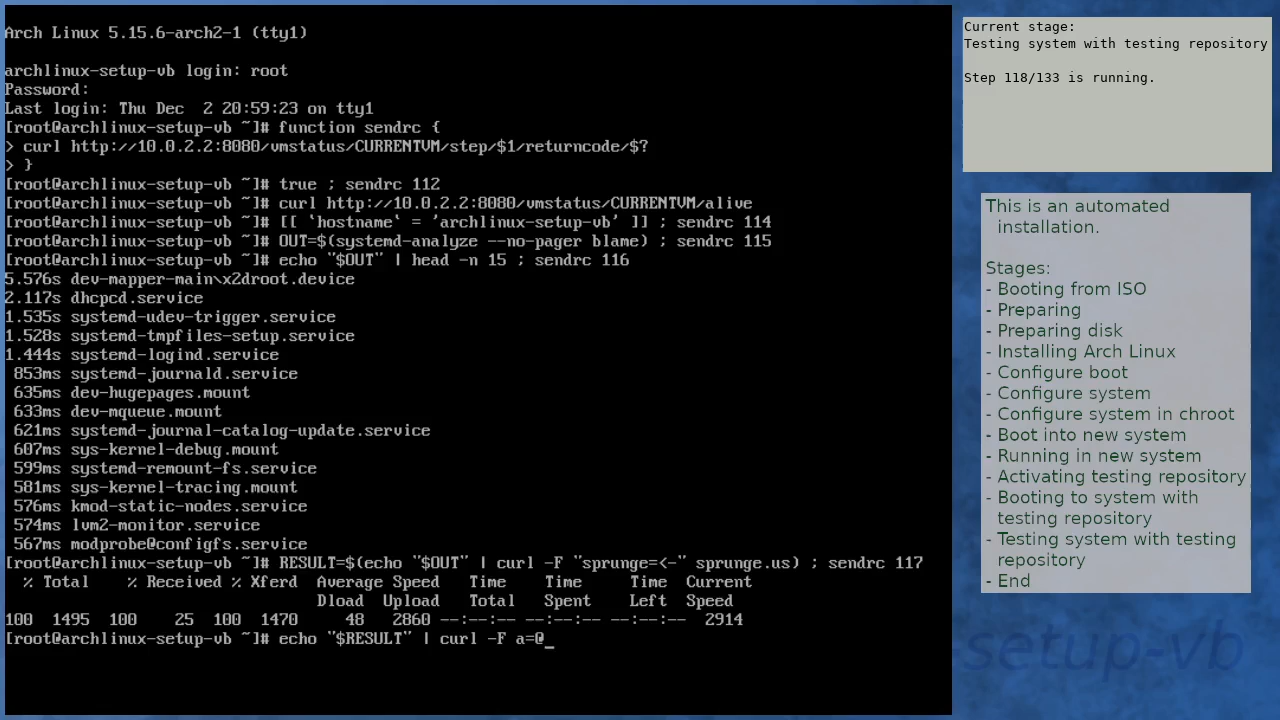 Arch Linux 5.15.6-arch2-1 (tty1)
archlinux-setup-vb login: root
Password:
Last login: Thu Dec  2 20:59:23 on tty1
[root@archlinux-setup-vb ~]# function sendrc {
> curl http://10.0.2.2:8080/vmstatus/CURRENTVM/step/$1/returncode/$?
> }
[root@archlinux-setup-vb ~]# true ; sendrc 112
[root@archlinux-setup-vb ~]# curl http://10.0.2.2:8080/vmstatus/CURRENTVM/alive
[root@archlinux-setup-vb ~]# [[ `hostname` = 'archlinux-setup-vb' ]] ; sendrc 114
[root@archlinux-setup-vb ~]# OUT=$(systemd-analyze --no-pager blame) ; sendrc 115
[root@archlinux-setup-vb ~]# echo "$OUT" | head -n 15 ; sendrc 116
5.576s dev-mapper-main\x2droot.device
2.117s dhcpcd.service
1.535s systemd-udev-trigger.service
1.528s systemd-tmpfiles-setup.service
1.444s systemd-logind.service
853ms systemd-journald.service
635ms dev-hugepages.mount
633ms dev-mqueue.mount
621ms systemd-journal-catalog-update.service
607ms sys-kernel-debug.mount
599ms systemd-remount-fs.service
581ms sys-kernel-tracing.mount
576ms kmod-static-nodes.service
574ms lvm2-monitor.service
567ms modprobe@configfs.service
[root@archlinux-setup-vb ~]# RESULT=$(echo "$OUT" | curl -F "sprunge=<-" sprunge.us) ; sendrc 117
% Total    % Received % Xferd  Average Speed   Time    Time     Time  Current
Dload  Upload   Total   Spent    Left  Speed
100  1495  100    25  100  1470     48   2860 --:--:-- --:--:-- --:--:--  2914
[root@archlinux-setup-vb ~]# echo "$RESULT" | curl -F a=@_
Current stage:
Testing system with testing repository
Step 118/133 is running.
This is an automated
installation.
Stages:
- Booting from ISO
- Preparing
- Preparing disk
- Installing Arch Linux
- Configure boot
- Configure system
- Configure system in chroot
- Boot into new system
- Running in new system
- Activating testing repository
- Booting to system with
testing repository
- Testing system with testing
repository
- End
-setup-vb